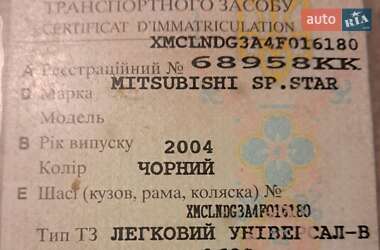 ТРАНСПОРТНОГО ЗАСОБУ
CERTIFICAT D'IMMATRICULATION
auto RIA.com
XMCLNDG3A4F016180
A Реєстраційний № 68958KK
D Марка MITSUBISHI SP.STAR
Модель
B Рік випуску 2004
Колір ЧОРНИЙ
E Шасі (кузов, рама, коляска) №
XMCLNDG3A4F016180
Тип ТЗ ЛЕГКОВИЙ УНІВЕРСАЛ-В